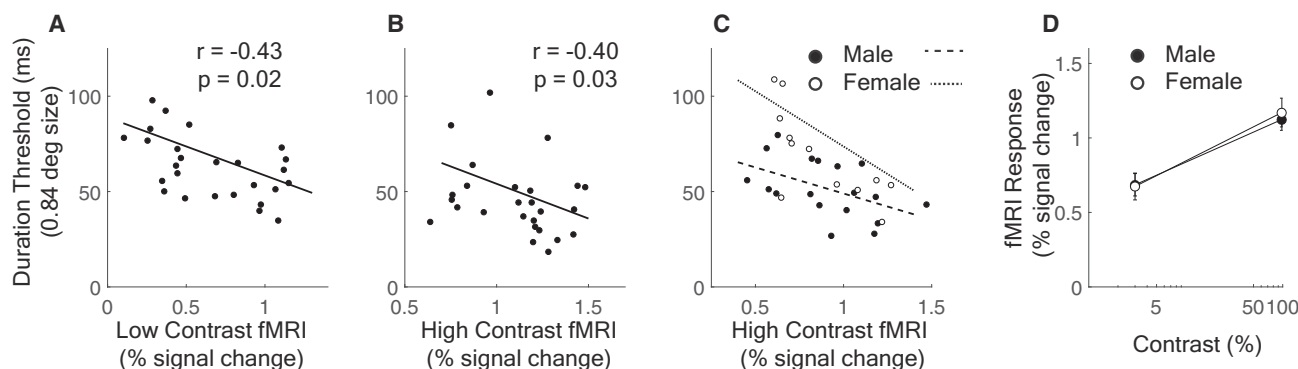 A
r = -0.43
p = 0.02
Duration Threshold (ms)
(0.84 deg size)
100
50
0
0
0.5
1
Low Contrast fMRI
(% signal change)
B
r = -0.40
p = 0.03
100
50
0
0.5
1
1.5
High Contrast fMRI
(% signal change)
C
Male
Female
100
50
0
0.5
1
1.5
High Contrast fMRI
(% signal change)
D
Male
Female
fMRI Response
(% signal change)
1.5
1
0.5
0
5
50
100
Contrast (%)